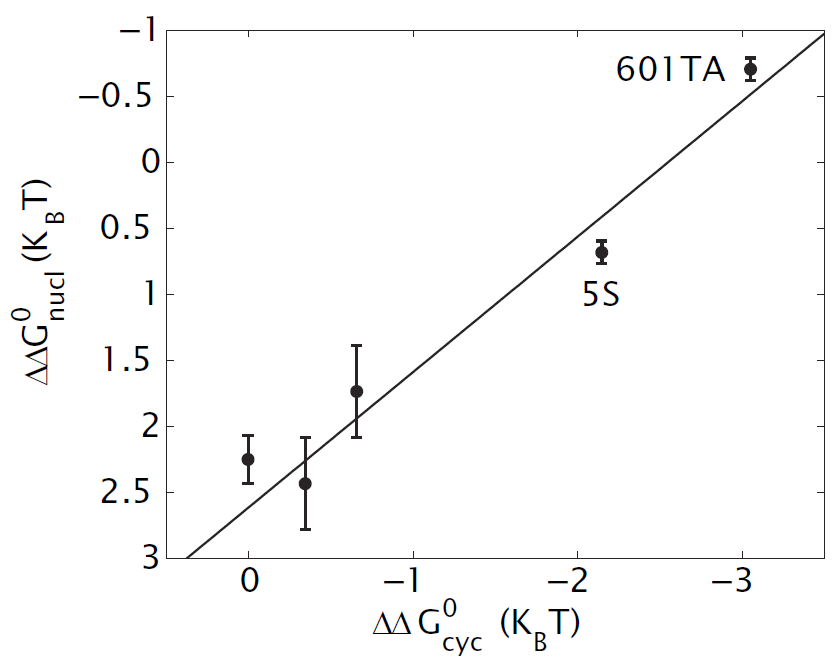 −1
−0.5
0
0.5
1
1.5
2
2.5
3
ΔΔG⁰nucl (KBT)
601TA
5S
0 −1 −2 −3
ΔΔG⁰cyc (KBT)